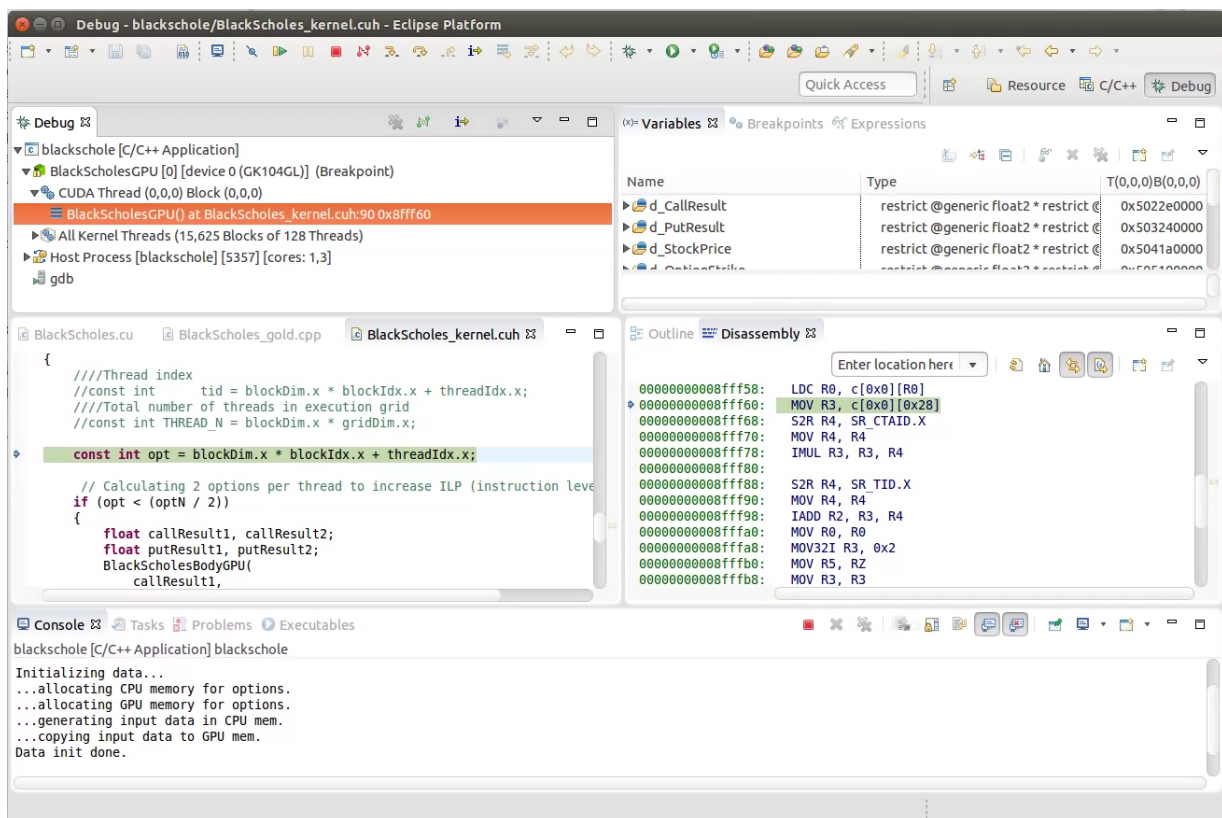 Debug - blackschole/BlackScholes_kernel.cuh - Eclipse Platform
Quick Access
Resource
C/C++
Debug
Debug
blackschole [C/C++ Application]
BlackScholesGPU [0] [device 0 (GK104GL)] (Breakpoint)
CUDA Thread (0,0,0) Block (0,0,0)
BlackScholesGPU() at BlackScholes_kernel.cuh:90 0x8fff60
All Kernel Threads (15,625 Blocks of 128 Threads)
Host Process [blackschole] [5357] [cores: 1,3]
gdb
(x)= Variables Breakpoints Expressions
Name Type T(0,0,0)B(0,0,0)
d_CallResult restrict @generic float2 * restrict @ 0x5022e0000
d_PutResult restrict @generic float2 * restrict @ 0x503240000
d_StockPrice restrict @generic float2 * restrict @ 0x5041a0000
d_OptionStrike restrict @generic float2 * restrict @ 0x505100000
BlackScholes.cu BlackScholes_gold.cpp BlackScholes_kernel.cuh
{
////Thread index
//const int tid = blockDim.x * blockIdx.x + threadIdx.x;
////Total number of threads in execution grid
//const int THREAD_N = blockDim.x * gridDim.x;
const int opt = blockDim.x * blockIdx.x + threadIdx.x;
// Calculating 2 options per thread to increase ILP (instruction leve
if (opt < (optN / 2))
{
float callResult1, callResult2;
float putResult1, putResult2;
BlackScholesBodyGPU(
callResult1,
Outline Disassembly
Enter location here
00000000008fff58: LDC R0, c[0x0][R0]
00000000008fff60: MOV R3, c[0x0][0x28]
00000000008fff68: S2R R4, SR_CTAID.X
00000000008fff70: MOV R4, R4
00000000008fff78: IMUL R3, R3, R4
00000000008fff80:
00000000008fff88: S2R R4, SR_TID.X
00000000008fff90: MOV R4, R4
00000000008fff98: IADD R2, R3, R4
00000000008fffa0: MOV R0, R0
00000000008fffa8: MOV32I R3, 0x2
00000000008fffb0: MOV R5, RZ
00000000008fffb8: MOV R3, R3
Console Tasks Problems Executables
blackschole [C/C++ Application] blackschole
Initializing data...
...allocating CPU memory for options.
...allocating GPU memory for options.
...generating input data in CPU mem.
...copying input data to GPU mem.
Data init done.